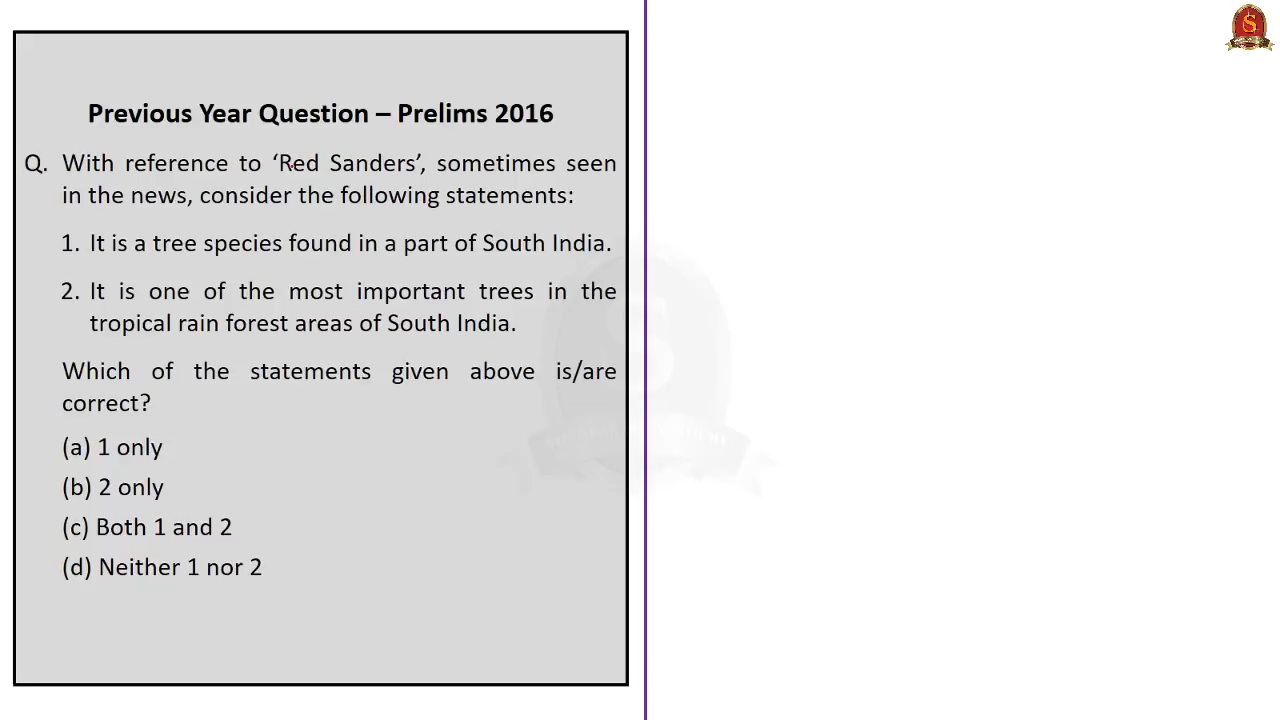 Previous Year Question – Prelims 2016
Q. With reference to ‘Red Sanders’, sometimes seen
in the news, consider the following statements:
1. It is a tree species found in a part of South India.
2. It is one of the most important trees in the
tropical rain forest areas of South India.
Which of the statements given above is/are
correct?
(a) 1 only
(b) 2 only
(c) Both 1 and 2
(d) Neither 1 nor 2